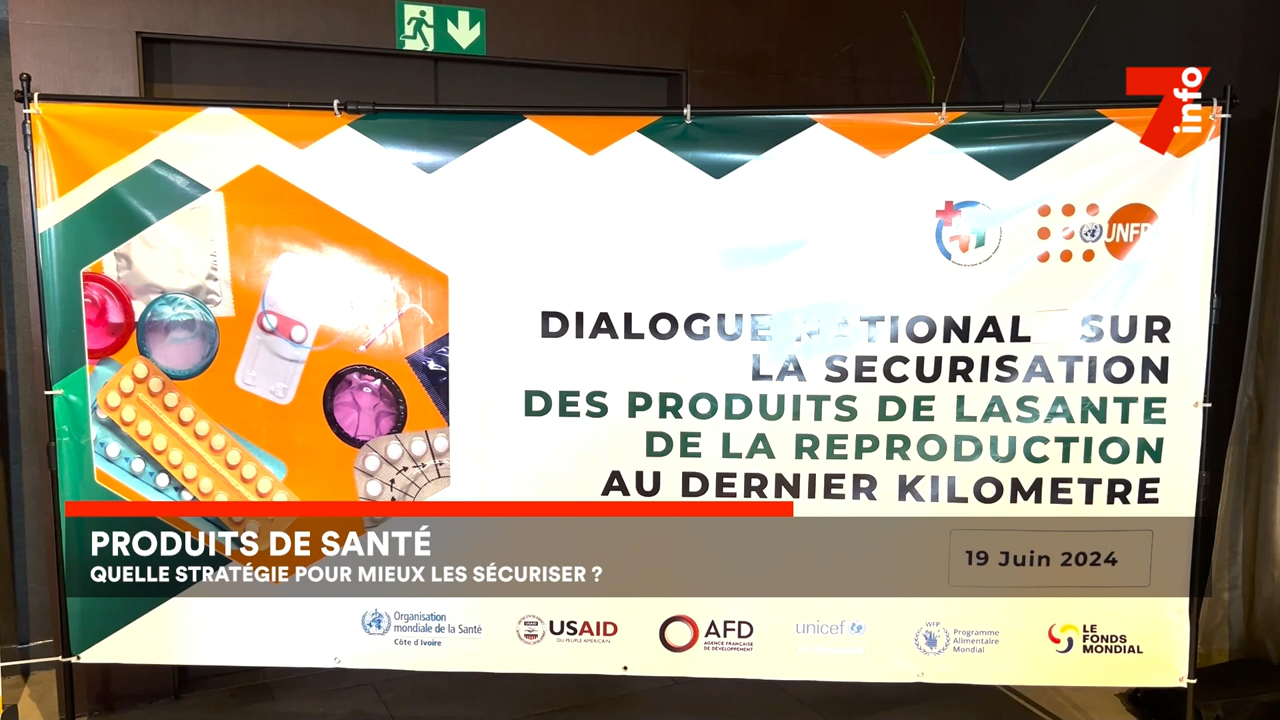 7info
UNFPA
DIALOGUE NATIONAL SUR
LA SECURISATION
DES PRODUITS DE LASANTE
DE LA REPRODUCTION
AU DERNIER KILOMETRE
PRODUITS DE SANTÉ
QUELLE STRATÉGIE POUR MIEUX LES SÉCURISER ?
19 Juin 2024
Organisation
mondiale de la Santé
Côte d'Ivoire
USAID
DU PEUPLE AMERICAIN
AFD
AGENCE FRANÇAISE
DE DÉVELOPPEMENT
unicef
WFP
Programme
Alimentaire
Mondial
LE
FONDS
MONDIAL